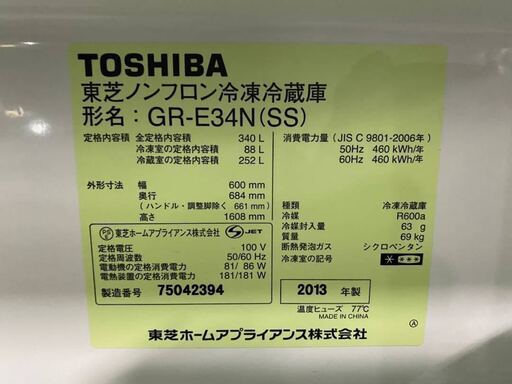 TOSHIBA
東芝ノンフロン冷凍冷蔵庫
形名：GR-E34N(SS)
定格内容積 全定格内容積 340 L
冷凍室の定格内容積 88 L
冷蔵室の定格内容積 252 L
消費電力量 (JIS C 9801-2006年)
50Hz 460 kWh/年
60Hz 460 kWh/年
外形寸法 幅 600 mm
奥行 684 mm
(ハンドル・調整脚除く 661 mm)
高さ 1608 mm
種類 冷凍冷蔵庫
冷媒 R600a
冷媒封入量 63 g
質量 69 kg
断熱発泡ガス シクロペンタン
冷凍室の記号
PSE 東芝ホームアプライアンス株式会社 JET
定格電圧 100 V
定格周波数 50/60 Hz
電動機の定格消費電力 81/ 86 W
電熱装置の定格消費電力 181/181 W
製造番号 75042394
2013 年製
温度ヒューズ 77℃
MADE IN CHINA
東芝ホームアプライアンス株式会社
Ⓐ